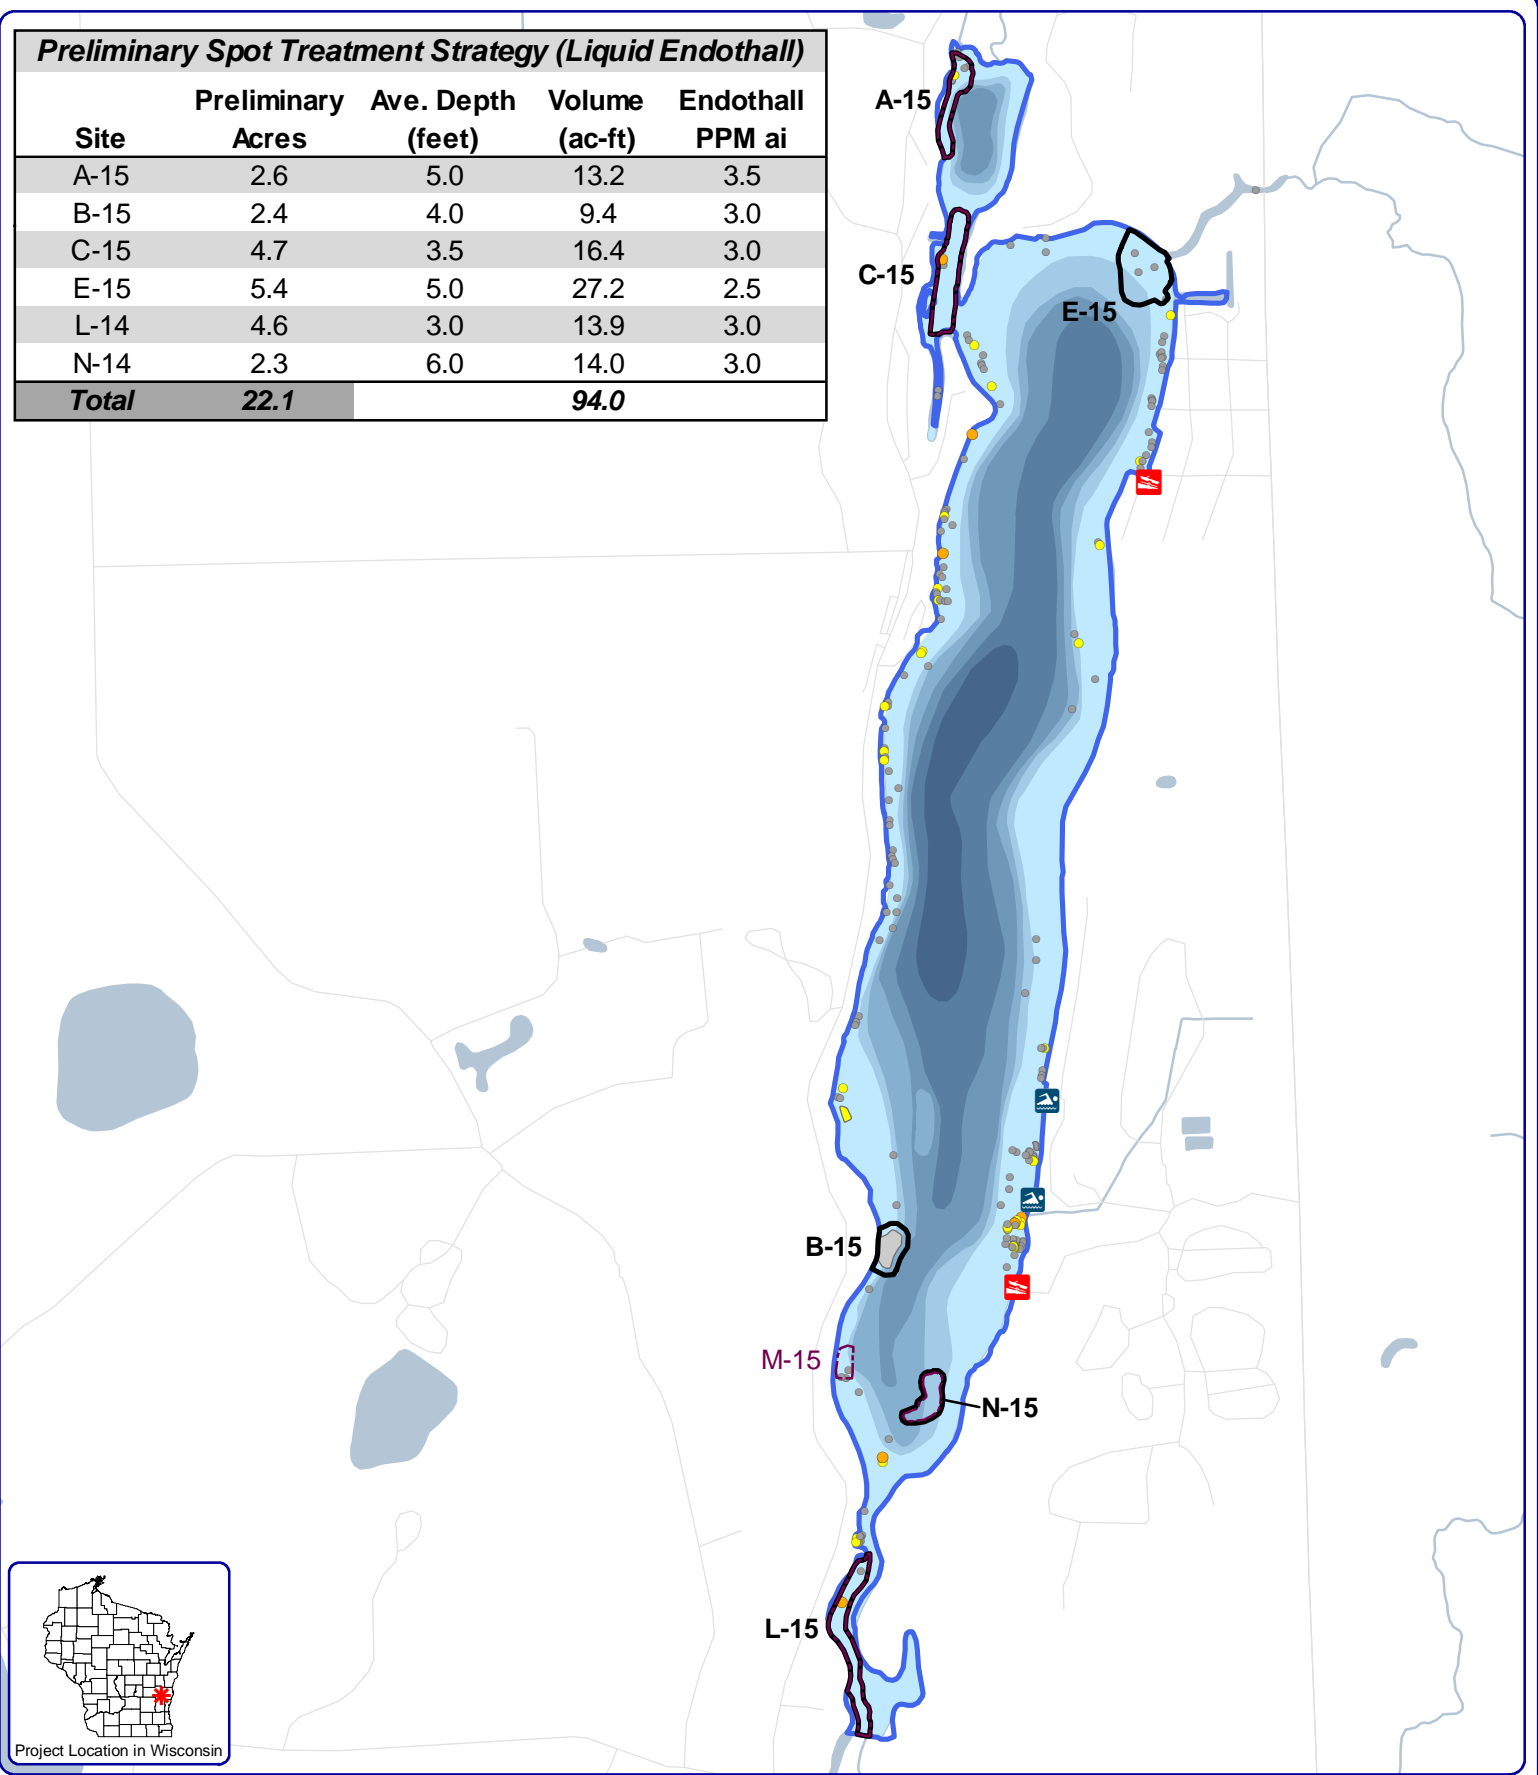 Preliminary Spot Treatment Strategy (Liquid Endothall)
Site Preliminary Acres Ave. Depth (feet) Volume (ac-ft) Endothall PPM ai
A-15 2.6 5.0 13.2 3.5
B-15 2.4 4.0 9.4 3.0
C-15 4.7 3.5 16.4 3.0
E-15 5.4 5.0 27.2 2.5
L-14 4.6 3.0 13.9 3.0
N-14 2.3 6.0 14.0 3.0
Total 22.1 94.0
A-15
C-15
E-15
B-15
M-15
N-15
L-15
Project Location in Wisconsin